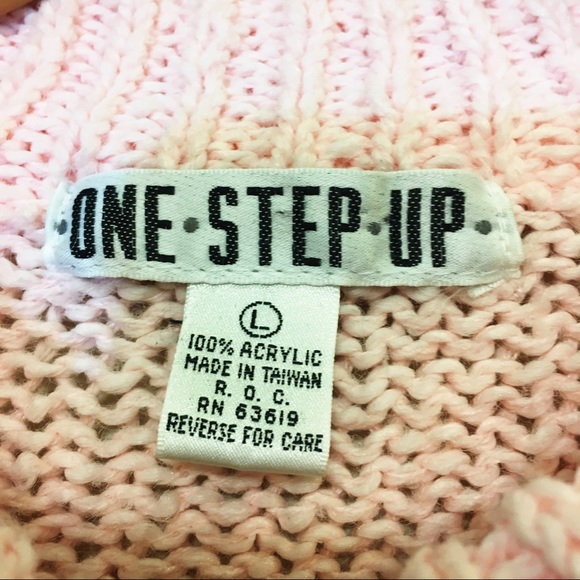 ·ONE·STEP·UP·
L
100% ACRYLIC
MADE IN TAIWAN
R. O. C.
RN 63619
REVERSE FOR CARE